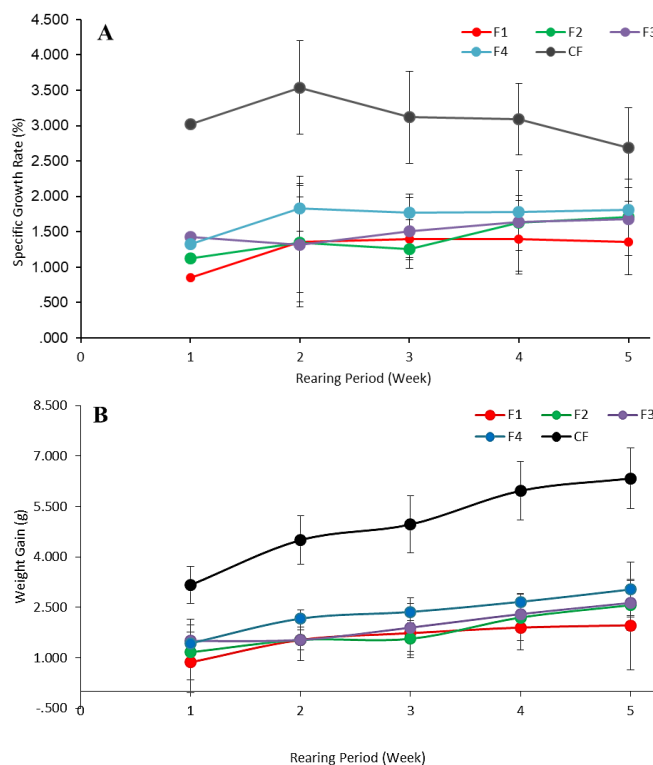 A
F1 F2 F3
F4 CF
4.500
4.000
3.500
3.000
2.500
2.000
1.500
1.000
.500
.000
Specific Growth Rate (%)
0 1 2 3 4 5
Rearing Period (Week)
B
F1 F2 F3
F4 CF
8.500
7.000
5.500
4.000
2.500
1.000
-.500
Weight Gain (g)
0 1 2 3 4 5
Rearing Period (Week)